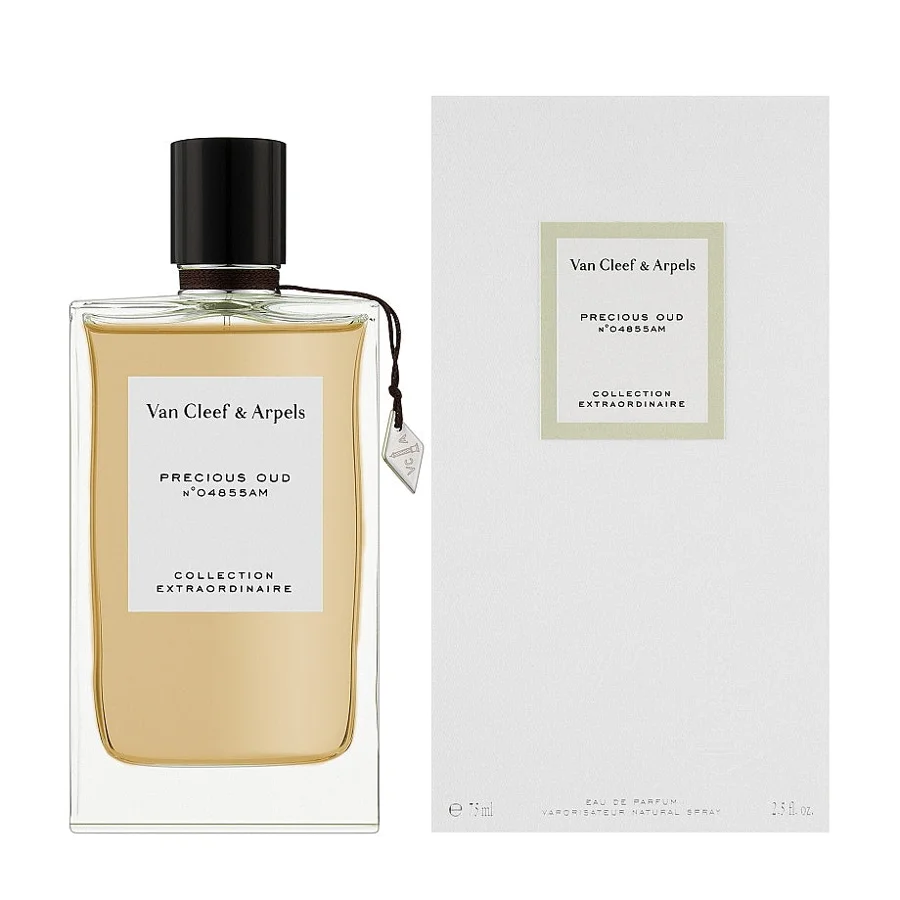 Van Cleef & Arpels
PRECIOUS OUD
N°04855AM
COLLECTION
EXTRAORDINAIRE
VC A
Van Cleef & Arpels
PRECIOUS OUD
N°04855AM
COLLECTION
EXTRAORDINAIRE
EAU DE PARFUM
℮ 75 ml
VAPORISATEUR NATURAL SPRAY
2.5 fl. oz.